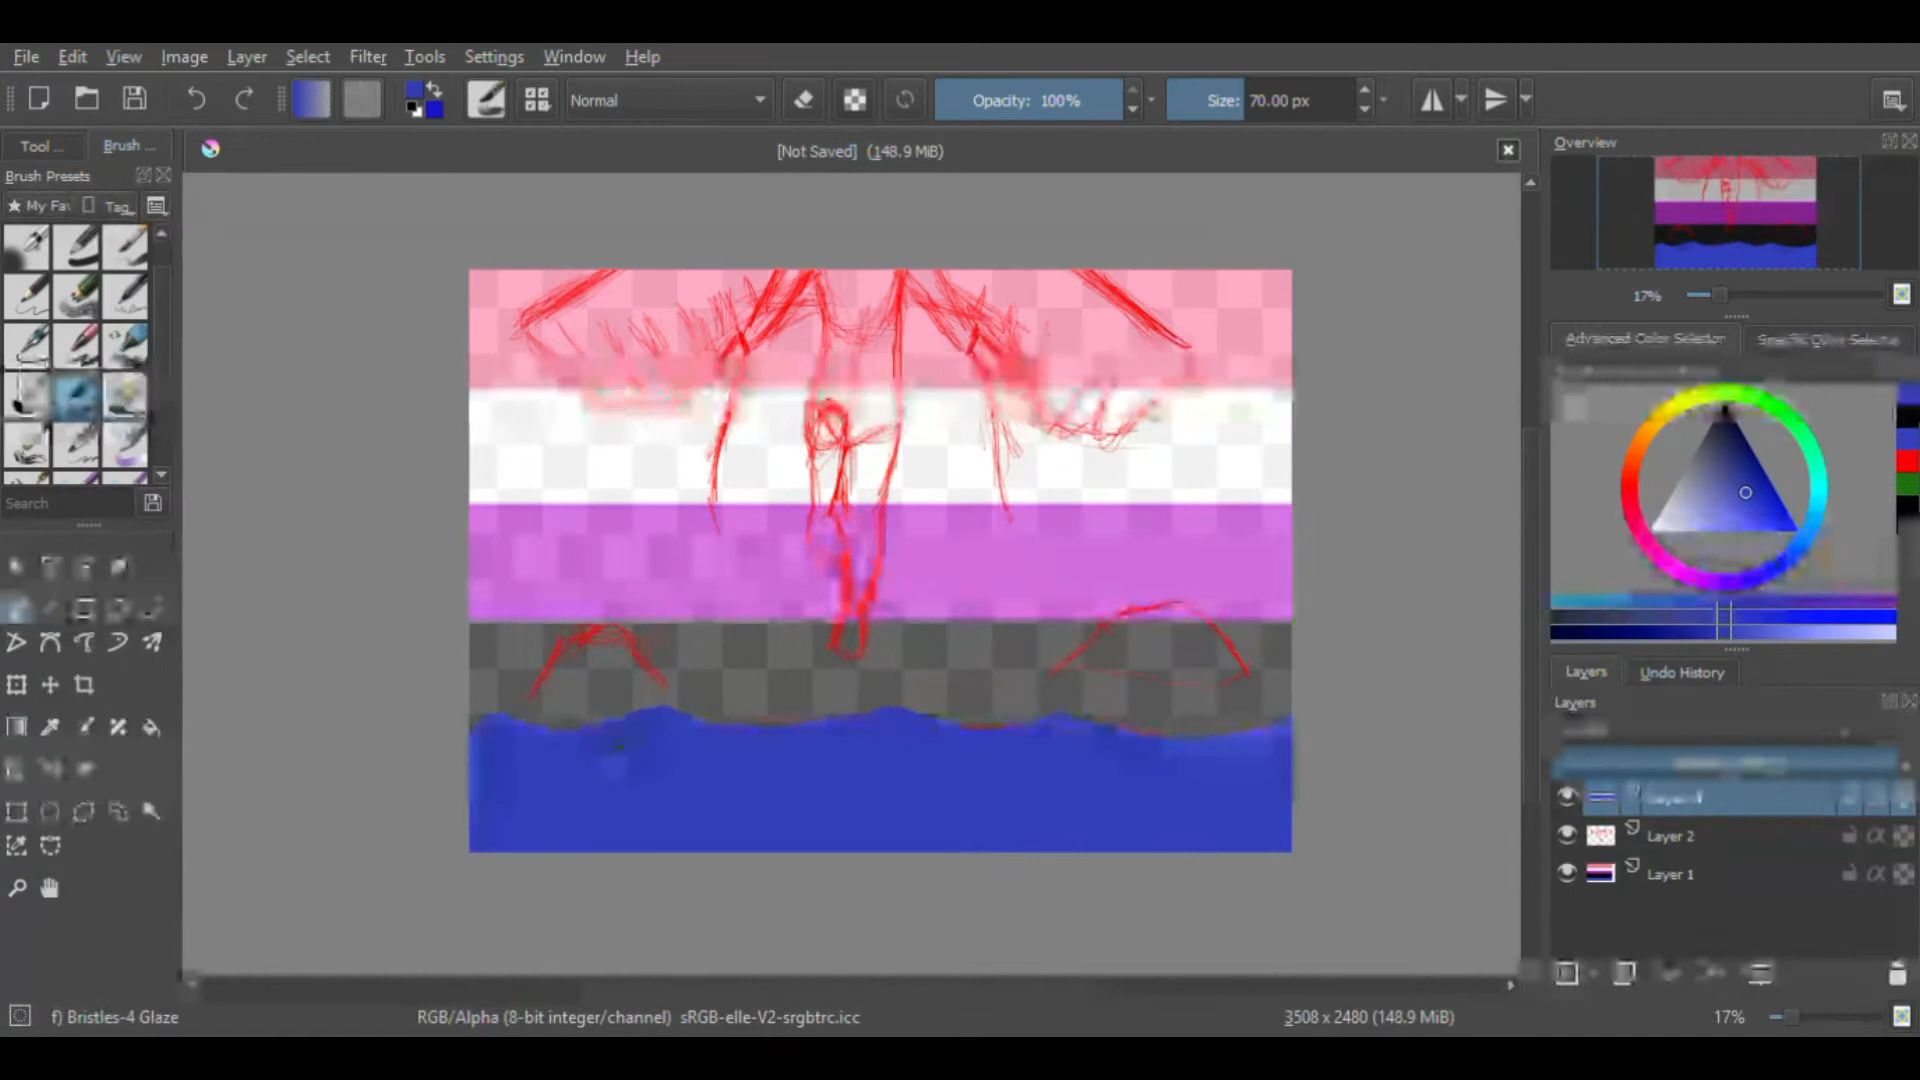 File Edit View Image Layer Select Filter Tools Settings Window Help
Normal
Opacity: 100%
Size: 70.00 px
Tool ...
Brush ...
[Not Saved] (148.9 MiB)
Overview
Brush Presets
My Fa
Tag
17%
Advanced Color Selector
Search
Layers
Undo History
Layers
Layer 2
Layer 1
f) Bristles-4 Glaze
RGB/Alpha (8-bit integer/channel) sRGB-elle-V2-srgbtrc.icc
3508 x 2480 (148.9 MiB)
17%